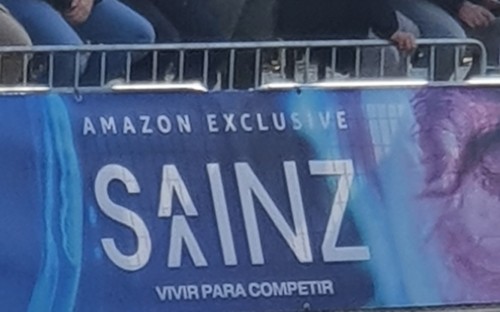 AMAZON EXCLUSIVE
SAINZ
VIVIR PARA COMPETIR